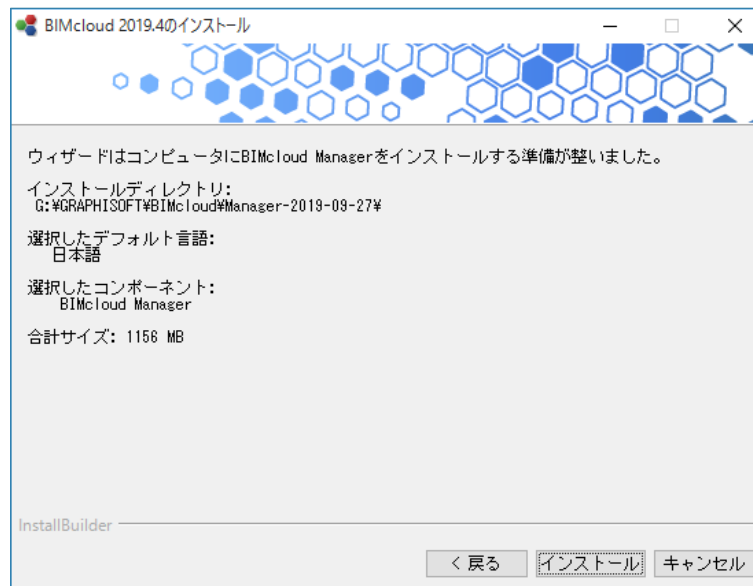 BIMcloud 2019.4のインストール
ウィザードはコンピュータにBIMcloud Managerをインストールする準備が整いました。
インストールディレクトリ:
G:¥GRAPHISOFT¥BIMcloud¥Manager-2019-09-27¥
選択したデフォルト言語:
日本語
選択したコンポーネント:
BIMcloud Manager
合計サイズ: 1156 MB
InstallBuilder
< 戻る インストール キャンセル